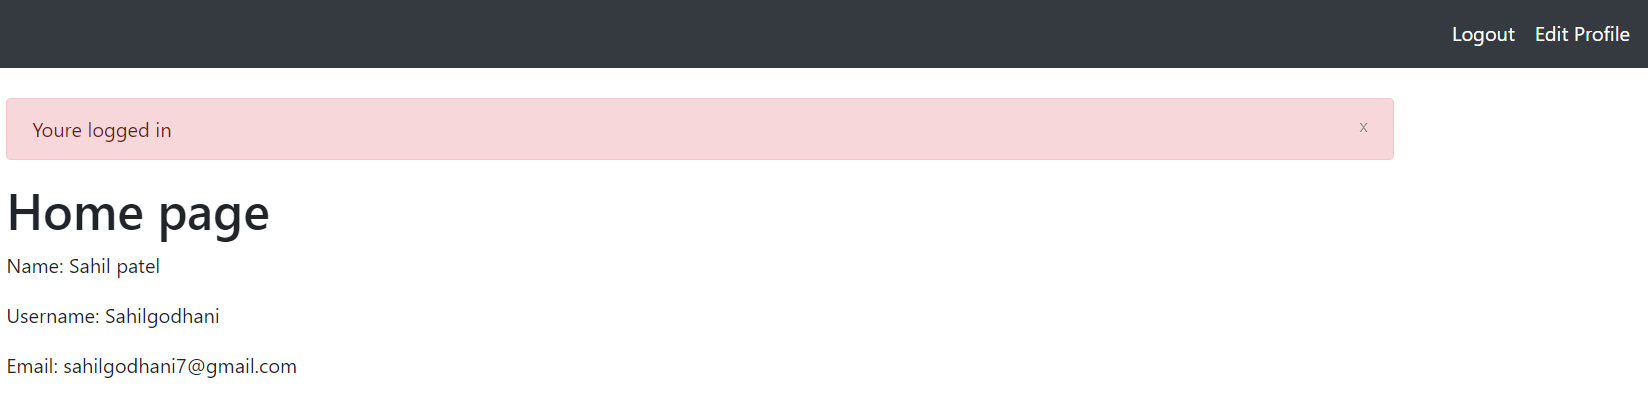 Logout Edit Profile
Youre logged in x
Home page
Name: Sahil patel
Username: Sahilgodhani
Email: sahilgodhani7@gmail.com